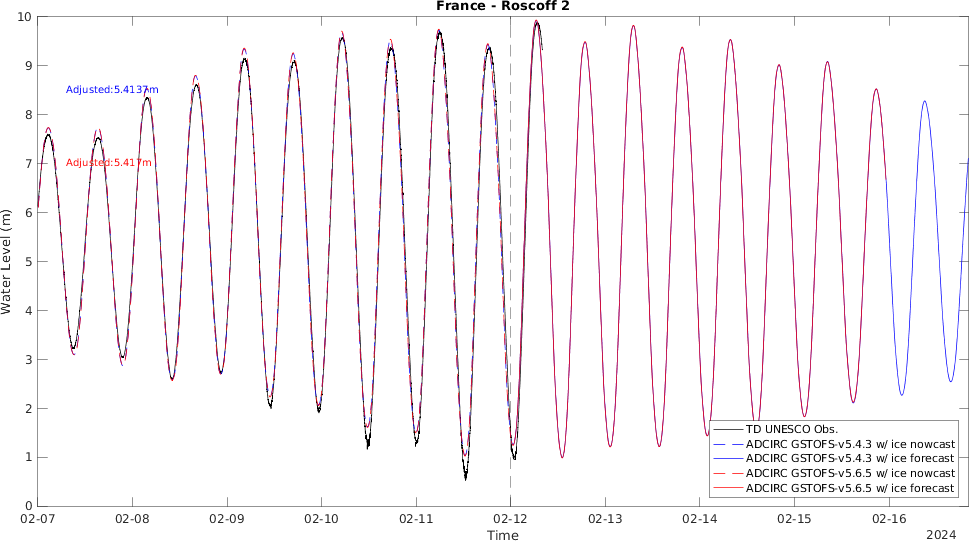 France - Roscoff 2
Water Level (m)
10
9
8
7
6
5
4
3
2
1
0
Adjusted:5.4137m
Adjusted:5.417m
TD UNESCO Obs.
ADCIRC GSTOFS-v5.4.3 w/ ice nowcast
ADCIRC GSTOFS-v5.4.3 w/ ice forecast
ADCIRC GSTOFS-v5.6.5 w/ ice nowcast
ADCIRC GSTOFS-v5.6.5 w/ ice forecast
02-07 02-08 02-09 02-10 02-11 02-12 02-13 02-14 02-15 02-16
Time
2024